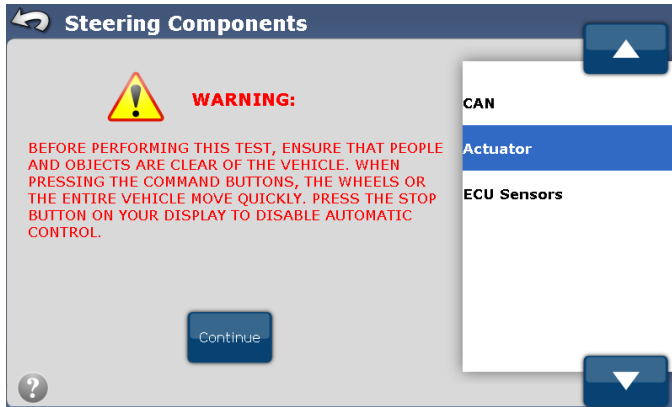 Steering Components
WARNING:
BEFORE PERFORMING THIS TEST, ENSURE THAT PEOPLE
AND OBJECTS ARE CLEAR OF THE VEHICLE. WHEN
PRESSING THE COMMAND BUTTONS, THE WHEELS OR
THE ENTIRE VEHICLE MOVE QUICKLY. PRESS THE STOP
BUTTON ON YOUR DISPLAY TO DISABLE AUTOMATIC
CONTROL.
Continue
?
CAN
Actuator
ECU Sensors